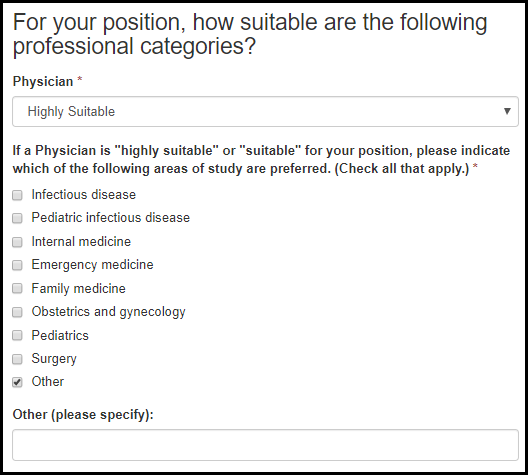 For your position, how suitable are the following
professional categories?
Physician *
Highly Suitable
If a Physician is "highly suitable" or "suitable" for your position, please indicate
which of the following areas of study are preferred. (Check all that apply.) *
Infectious disease
Pediatric infectious disease
Internal medicine
Emergency medicine
Family medicine
Obstetrics and gynecology
Pediatrics
Surgery
Other
Other (please specify):